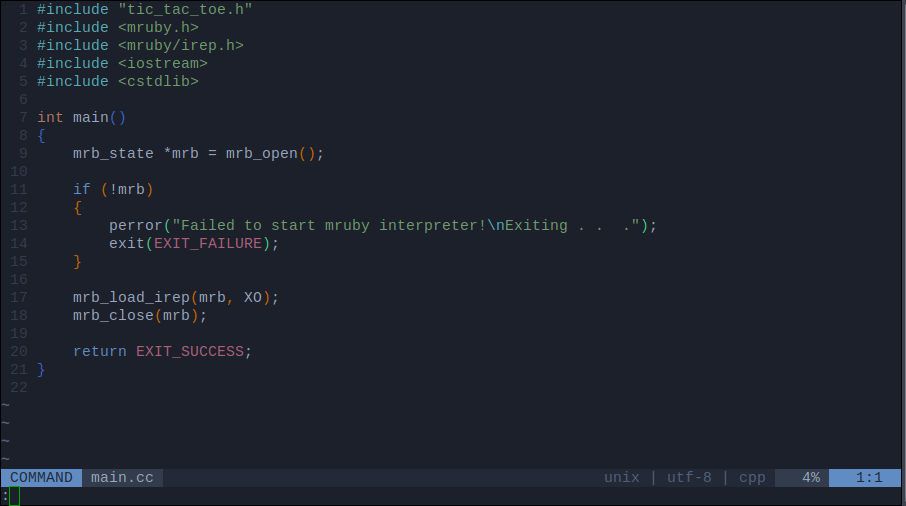 1 #include "tic_tac_toe.h"
2 #include <mruby.h>
3 #include <mruby/irep.h>
4 #include <iostream>
5 #include <cstdlib>
6
7 int main()
8 {
9     mrb_state *mrb = mrb_open();
10
11     if (!mrb)
12     {
13         perror("Failed to start mruby interpreter!\nExiting . .  .");
14         exit(EXIT_FAILURE);
15     }
16
17     mrb_load_irep(mrb, XO);
18     mrb_close(mrb);
19
20     return EXIT_SUCCESS;
21 }
22
~
~
~
~
COMMAND main.cc unix | utf-8 | cpp 4% 1:1
: